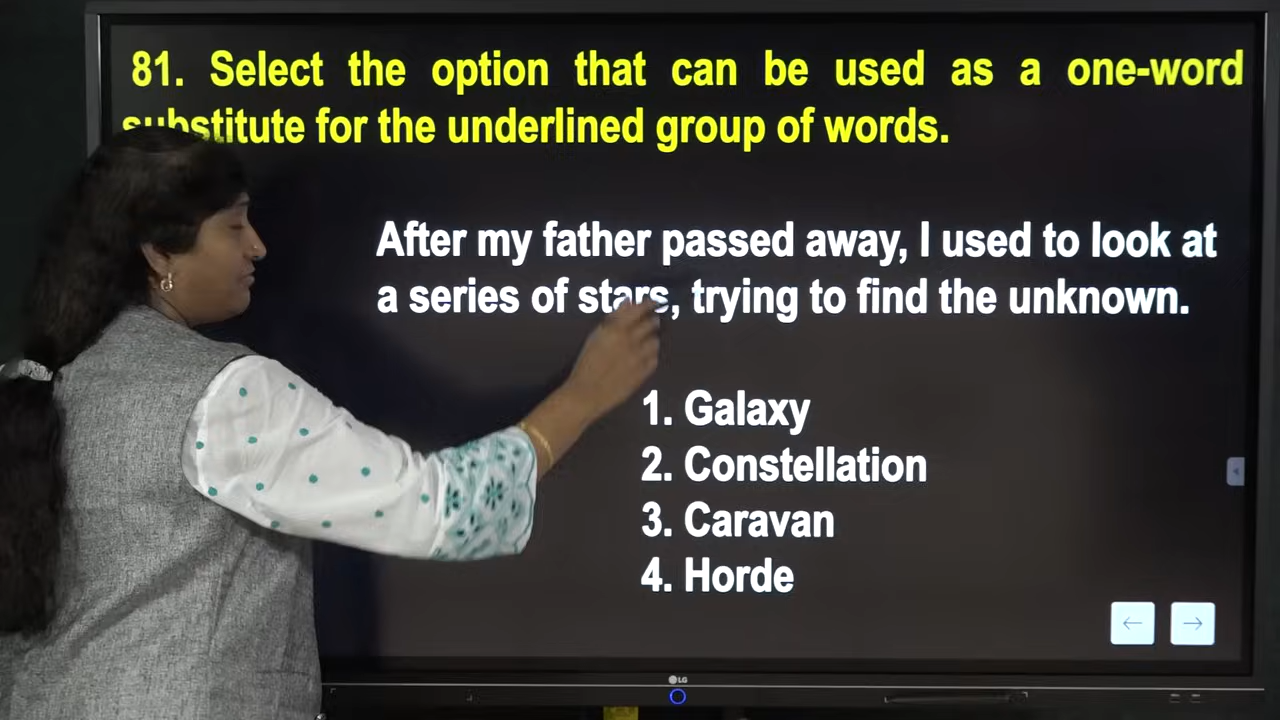 81. Select the option that can be used as a one-word
substitute for the underlined group of words.
After my father passed away, I used to look at
a series of stars, trying to find the unknown.
1. Galaxy
2. Constellation
3. Caravan
4. Horde
LG